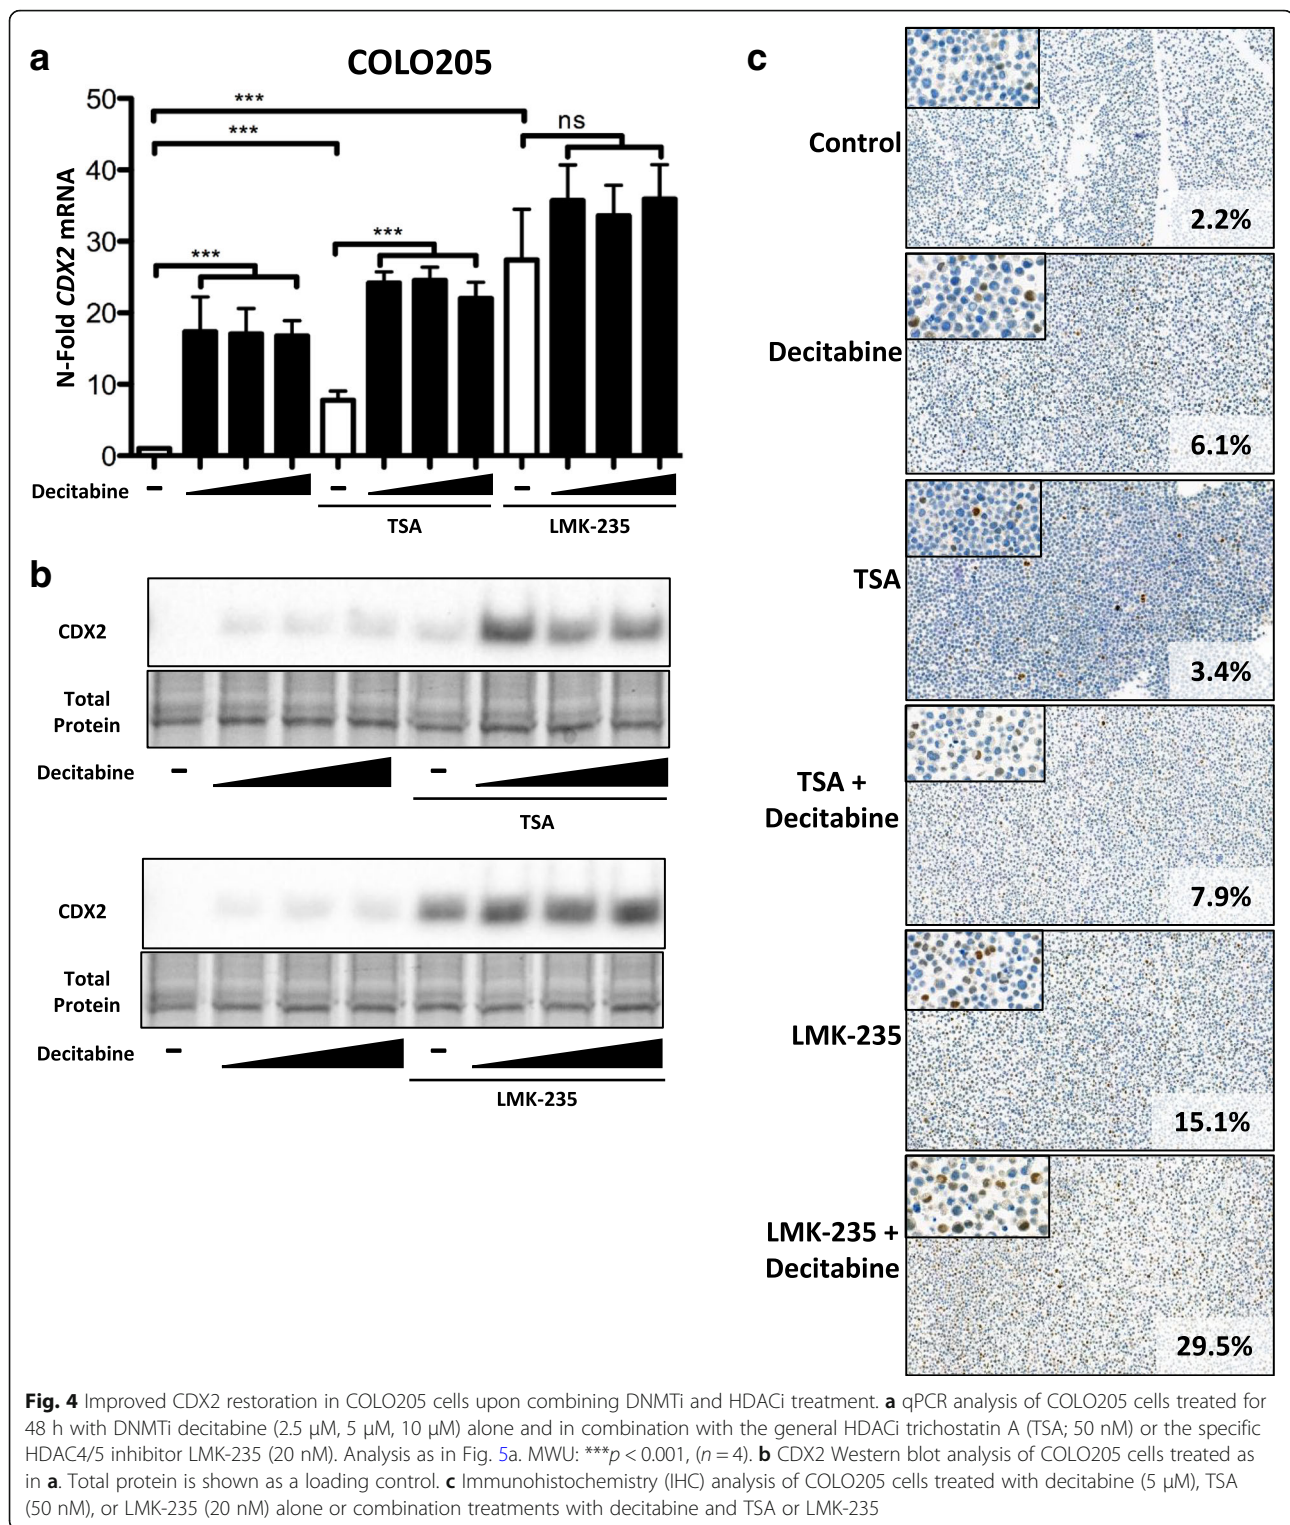 a
COLO205
N-Fold CDX2 mRNA
50
40
30
20
10
0
***
***
***
***
ns
Decitabine
–
–
–
TSA
LMK-235
b
CDX2
Total
Protein
Decitabine
–
–
TSA
CDX2
Total
Protein
Decitabine
–
–
LMK-235
c
Control
2.2%
Decitabine
6.1%
TSA
3.4%
TSA +
Decitabine
7.9%
LMK-235
15.1%
LMK-235 +
Decitabine
29.5%
Fig. 4 Improved CDX2 restoration in COLO205 cells upon combining DNMTi and HDACi treatment. a qPCR analysis of COLO205 cells treated for
48 h with DNMTi decitabine (2.5 μM, 5 μM, 10 μM) alone and in combination with the general HDACi trichostatin A (TSA; 50 nM) or the specific
HDAC4/5 inhibitor LMK-235 (20 nM). Analysis as in Fig. 5a. MWU: ***p < 0.001, (n = 4). b CDX2 Western blot analysis of COLO205 cells treated as
in a. Total protein is shown as a loading control. c Immunohistochemistry (IHC) analysis of COLO205 cells treated with decitabine (5 μM), TSA
(50 nM), or LMK-235 (20 nM) alone or combination treatments with decitabine and TSA or LMK-235